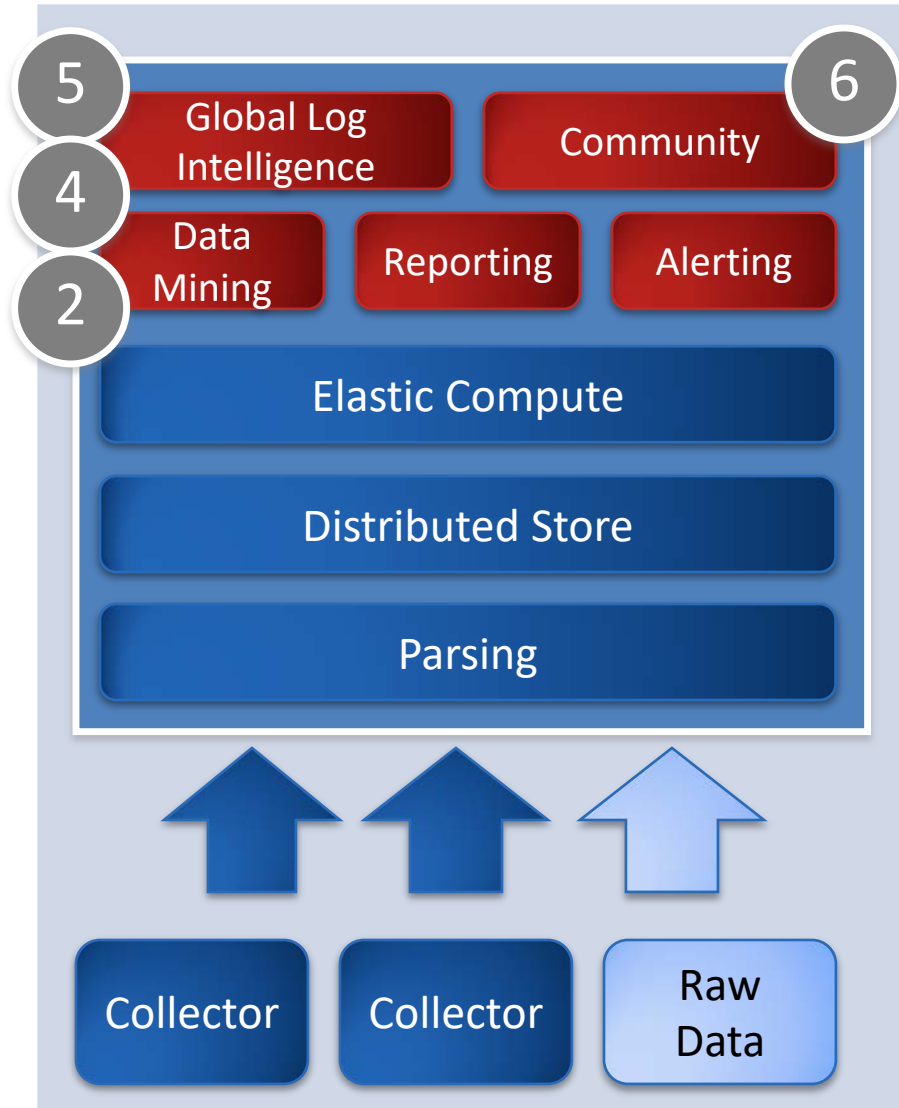 5
6
Global Log
Intelligence
Community
4
Data
Mining
Reporting
Alerting
2
Elastic Compute
Distributed Store
Parsing
Collector
Collector
Raw
Data